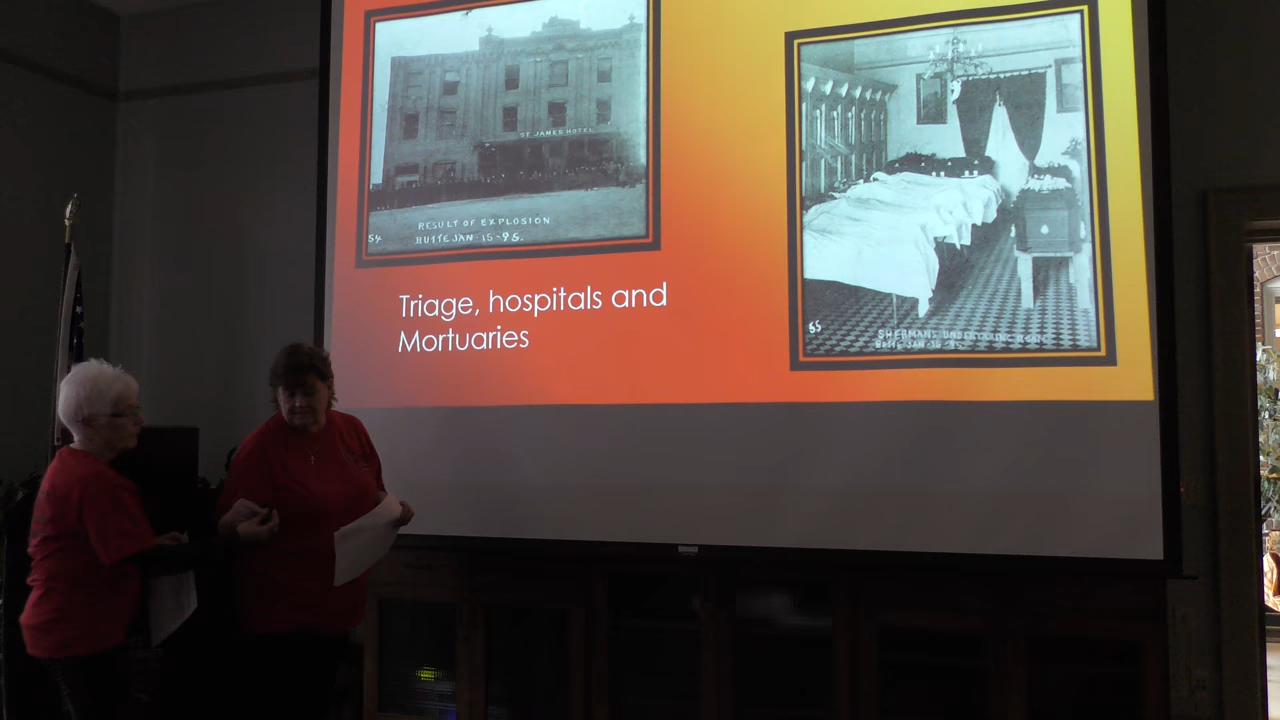 ST JAMES HOTEL
RESULT OF EXPLOSION
54 BUTTE JAN-15-95.
Triage, hospitals and
Mortuaries
55 SHERMANS UNDERTAKING ROOMS
BUTTE JAN-16-95.